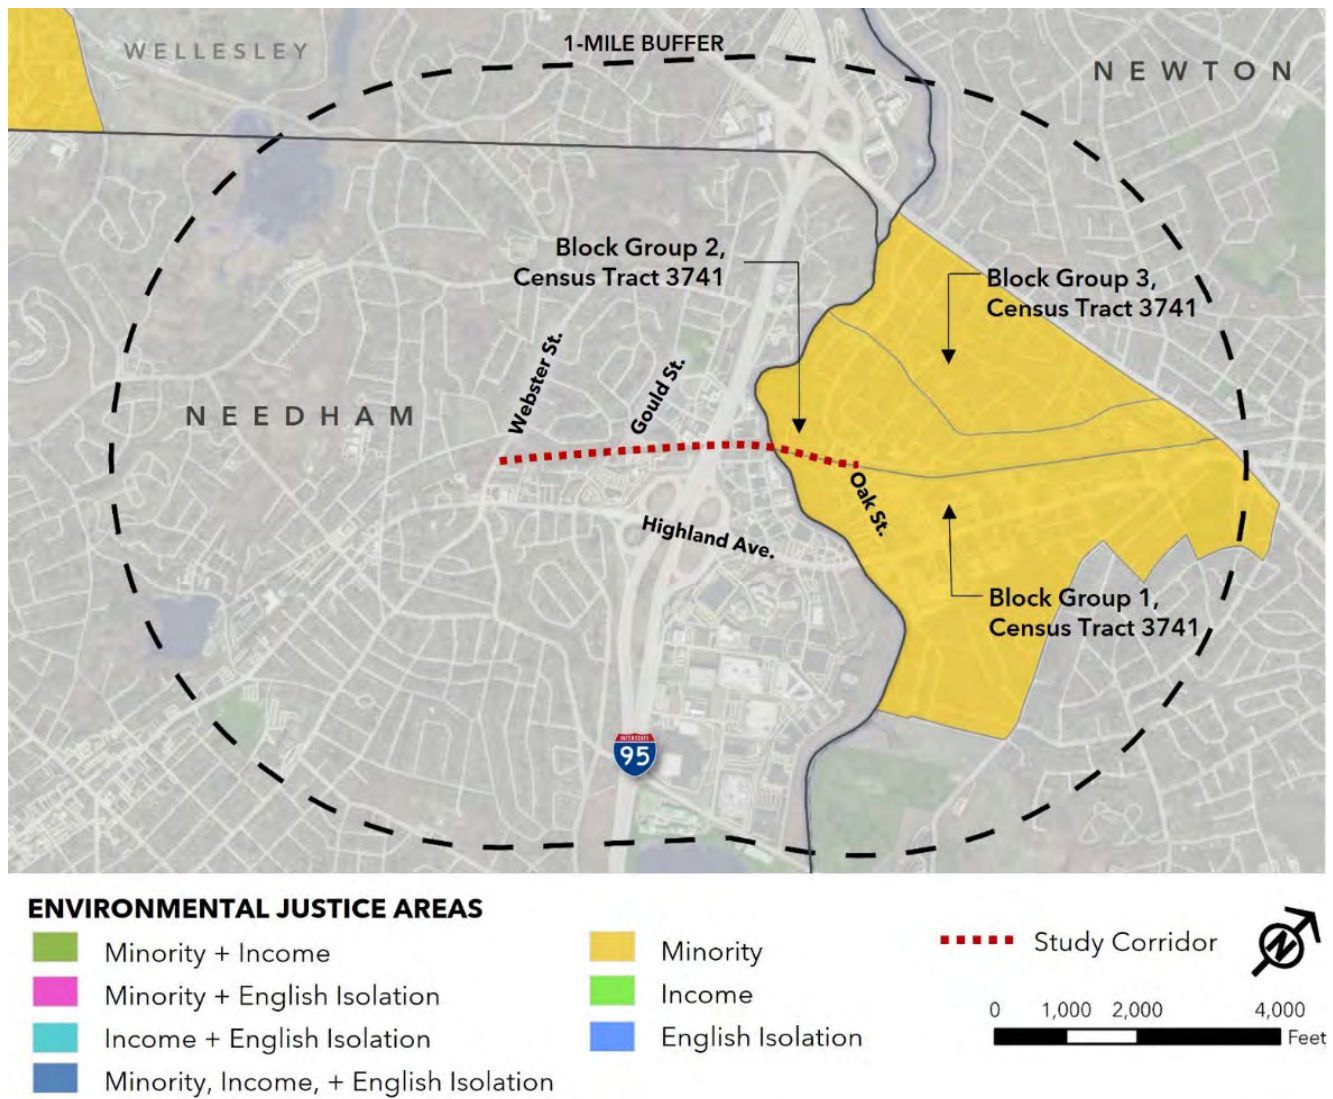 1-MILE BUFFER
WELLESLEY
NEWTON
Block Group 2,
Census Tract 3741
Block Group 3,
Census Tract 3741
Webster St.
Gould St.
NEEDHAM
Oak St.
Highland Ave.
Block Group 1,
Census Tract 3741
INTERSTATE
95
ENVIRONMENTAL JUSTICE AREAS
Minority + Income
Minority + English Isolation
Income + English Isolation
Minority, Income, + English Isolation
Minority
Income
English Isolation
Study Corridor
N
0 1,000 2,000 4,000
Feet